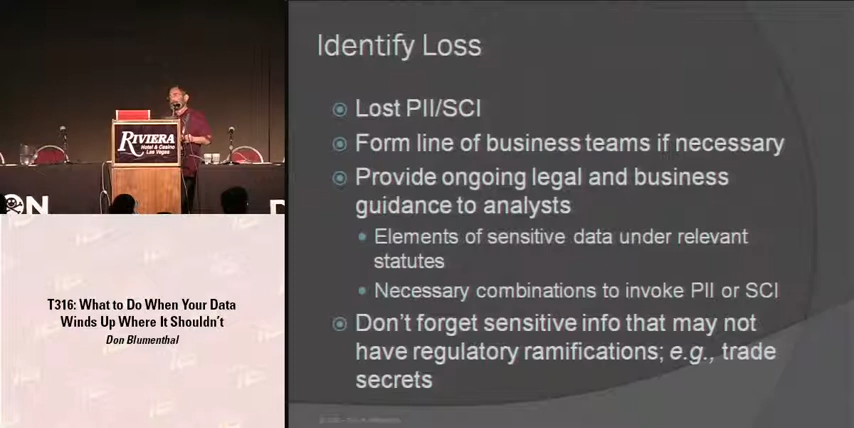 RIVIERA
Hotel & Casino
Las Vegas
T316: What to Do When Your Data
Winds Up Where It Shouldn't
Don Blumenthal
Identify Loss
Lost PII/SCI
Form line of business teams if necessary
Provide ongoing legal and business
guidance to analysts
Elements of sensitive data under relevant
statutes
Necessary combinations to invoke PII or SCI
Don't forget sensitive info that may not
have regulatory ramifications; e.g., trade
secrets